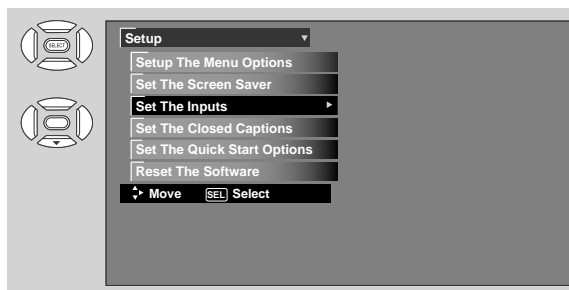 SELECT
Setup
Setup The Menu Options
Set The Screen Saver
Set The Inputs
Set The Closed Captions
Set The Quick Start Options
Reset The Software
Move SEL Select